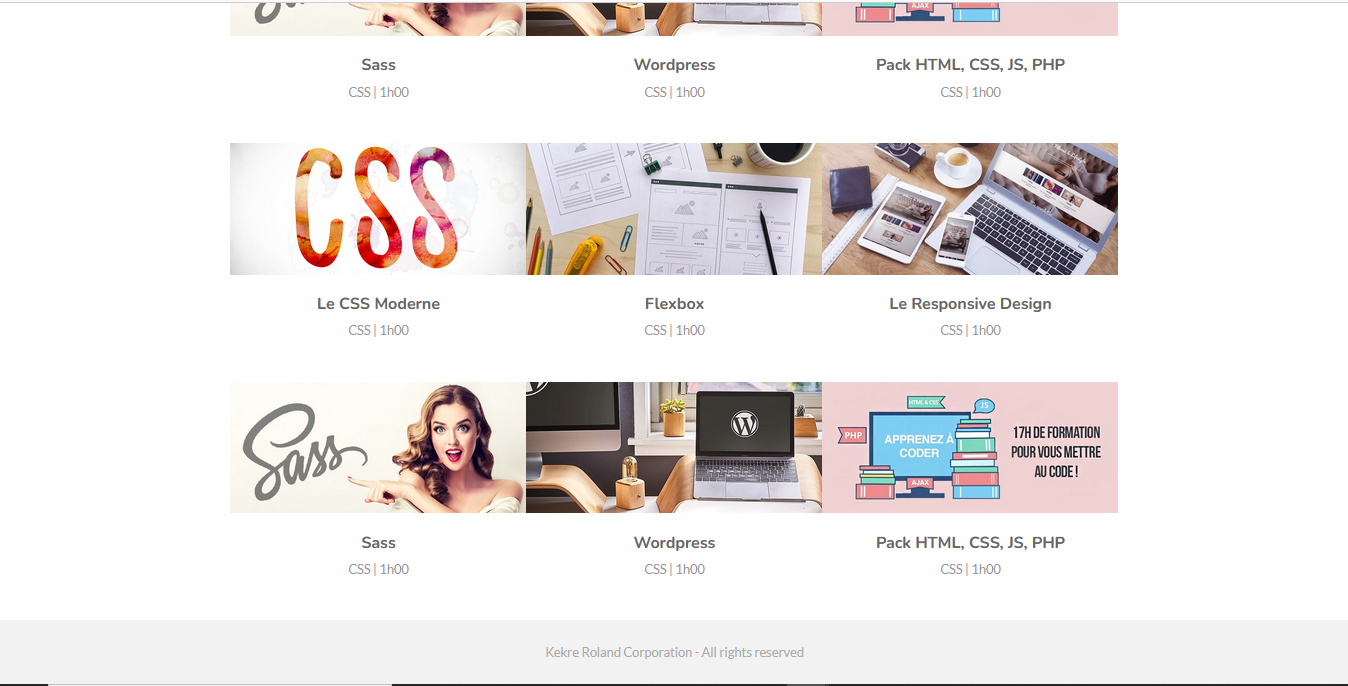 AJAX
Sass
Wordpress
Pack HTML, CSS, JS, PHP
CSS | 1h00
CSS | 1h00
CSS | 1h00
CSS
Le CSS Moderne
Flexbox
Le Responsive Design
CSS | 1h00
CSS | 1h00
CSS | 1h00
Sass
HTML & CSS
JS
PHP
APPRENEZ À
CODER
AJAX
17H DE FORMATION
POUR VOUS METTRE
AU CODE !
Sass
Wordpress
Pack HTML, CSS, JS, PHP
CSS | 1h00
CSS | 1h00
CSS | 1h00
Kekre Roland Corporation - All rights reserved